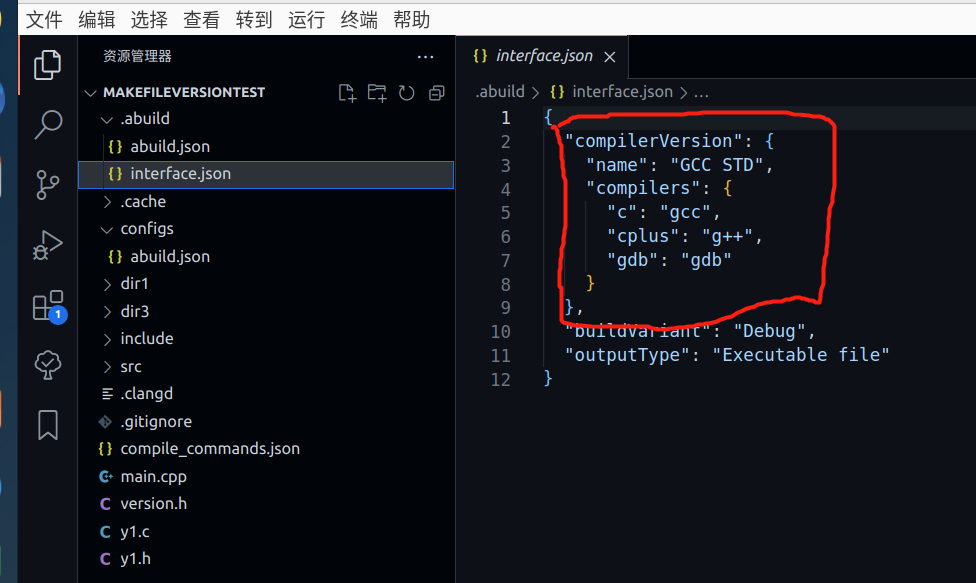 文件 编辑 选择 查看 转到 运行 终端 帮助
资源管理器 ···
MAKEFILEVERSIONTEST
.abuild
{} abuild.json
{} interface.json
.cache
configs
{} abuild.json
dir1
dir3
include
src
.clangd
.gitignore
{} compile_commands.json
C+ main.cpp
C version.h
C y1.c
C y1.h
1
{} interface.json ×
.abuild > {} interface.json > ...
1 {
2 "compilerVersion": {
3 "name": "GCC STD",
4 "compilers": {
5 "c": "gcc",
6 "cplus": "g++",
7 "gdb": "gdb"
8 }
9 },
10 "buildVariant": "Debug",
11 "outputType": "Executable file"
12 }